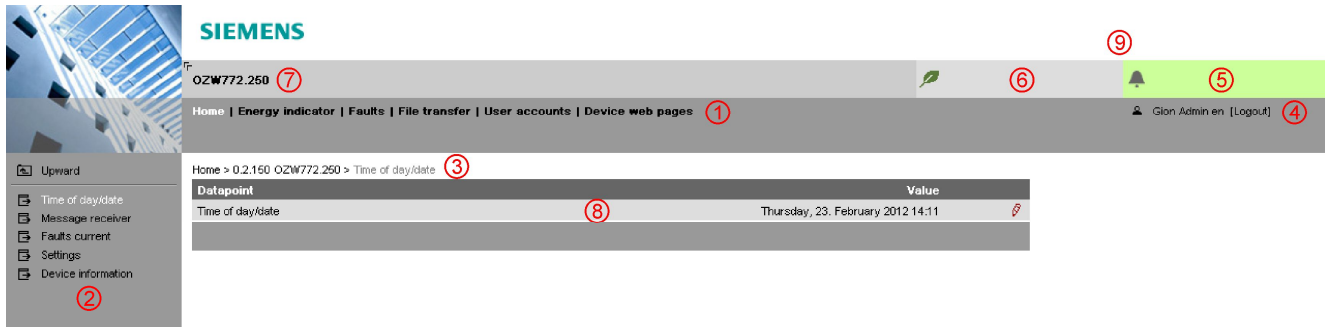 SIEMENS
⑨
OZW772.250 ⑦ ⑥ ⑤
Home | Energy indicator | Faults | File transfer | User accounts | Device web pages ① Gion Admin en [Logout] ④
Upward
Home > 0.2.150 OZW772.250 > Time of day/date ③
Datapoint Value
Time of day/date
Time of day/date ⑧ Thursday, 23. February 2012 14:11
Message receiver
Faults current
Settings
Device information
②